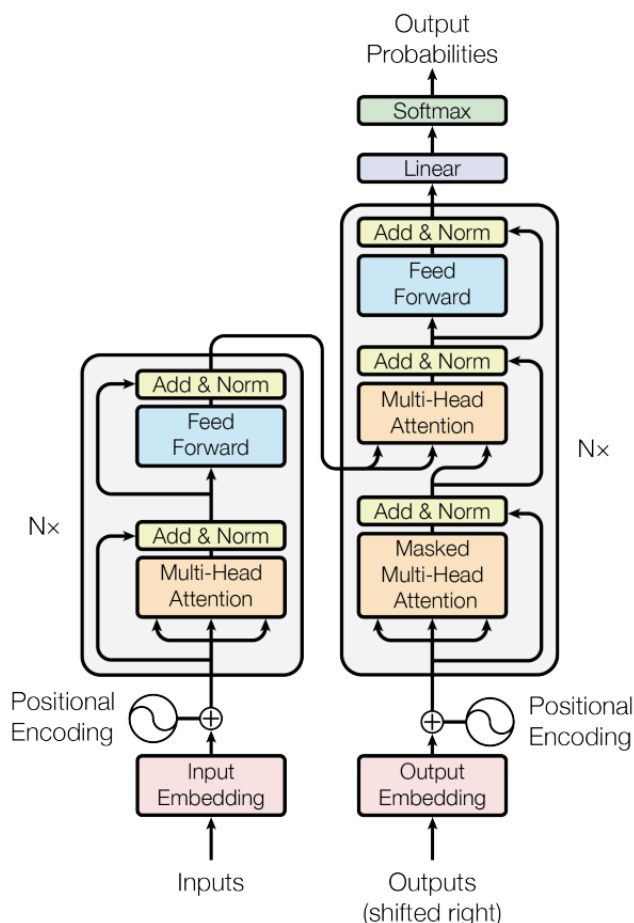 Output
Probabilities
Softmax
Linear
Add & Norm
Feed
Forward
Add & Norm
Multi-Head
Attention
Add & Norm
Masked
Multi-Head
Attention
N×
Add & Norm
Feed
Forward
Add & Norm
Multi-Head
Attention
N×
Positional
Encoding
Positional
Encoding
Input
Embedding
Output
Embedding
Inputs
Outputs
(shifted right)